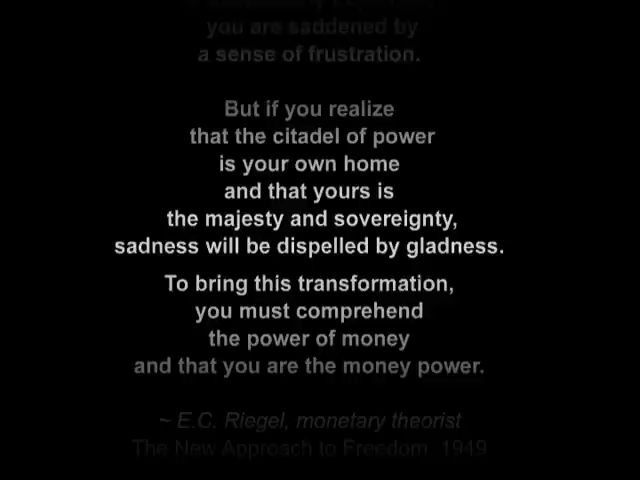 you are saddened by
a sense of frustration.
But if you realize
that the citadel of power
is your own home
and that yours is
the majesty and sovereignty,
sadness will be dispelled by gladness.
To bring this transformation,
you must comprehend
the power of money
and that you are the money power.
~ E.C. Riegel, monetary theorist
The New Approach to Freedom, 1949